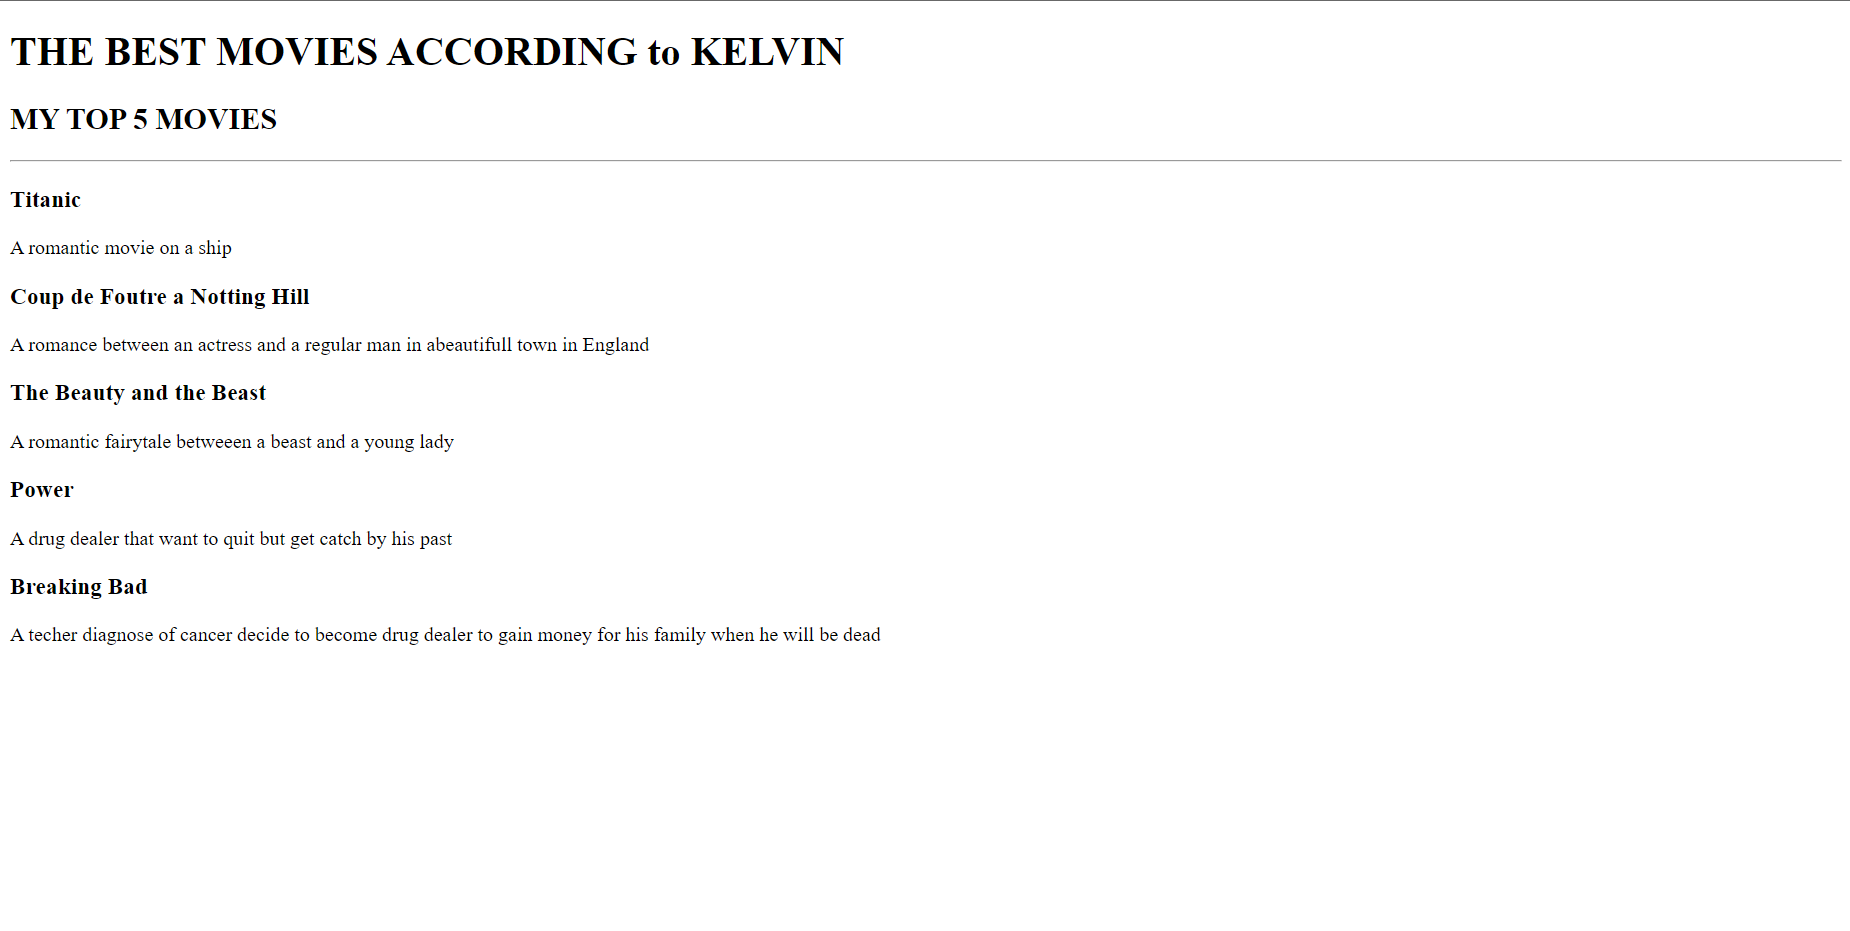 THE BEST MOVIES ACCORDING to KELVIN
MY TOP 5 MOVIES
Titanic
A romantic movie on a ship
Coup de Foutre a Notting Hill
A romance between an actress and a regular man in abeautifull town in England
The Beauty and the Beast
A romantic fairytale betweeen a beast and a young lady
Power
A drug dealer that want to quit but get catch by his past
Breaking Bad
A techer diagnose of cancer decide to become drug dealer to gain money for his family when he will be dead